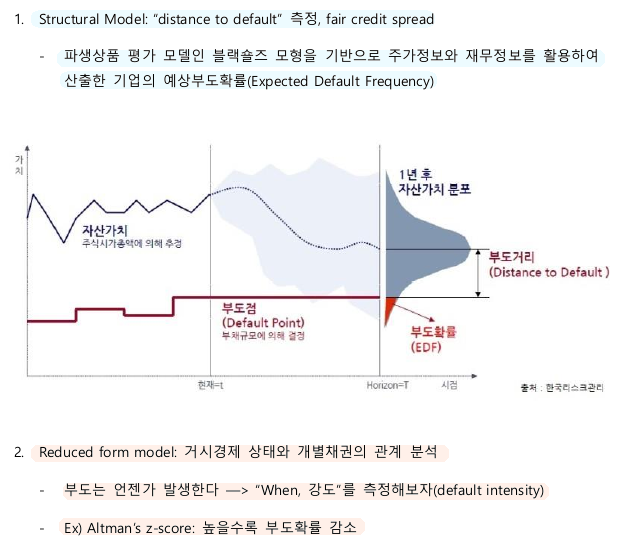 1. Structural Model: “distance to default” 측정, fair credit spread
- 파생상품 평가 모델인 블랙숄즈 모형을 기반으로 주가정보와 재무정보를 활용하여
산출한 기업의 예상부도확률(Expected Default Frequency)
가
치
자산가치
주식시가총액에 의해 추정
1년 후
자산가치 분포
부도거리
(Distance to Default )
부도점
(Default Point)
부채규모에 의해 결정
부도확률
(EDF)
현재=t
Horizon=T
시점
출처 : 한국리스크관리
2. Reduced form model: 거시경제 상태와 개별채권의 관계 분석
- 부도는 언젠가 발생한다 —> “When, 강도”를 측정해보자(default intensity)
- Ex) Altman’s z-score: 높을수록 부도확률 감소